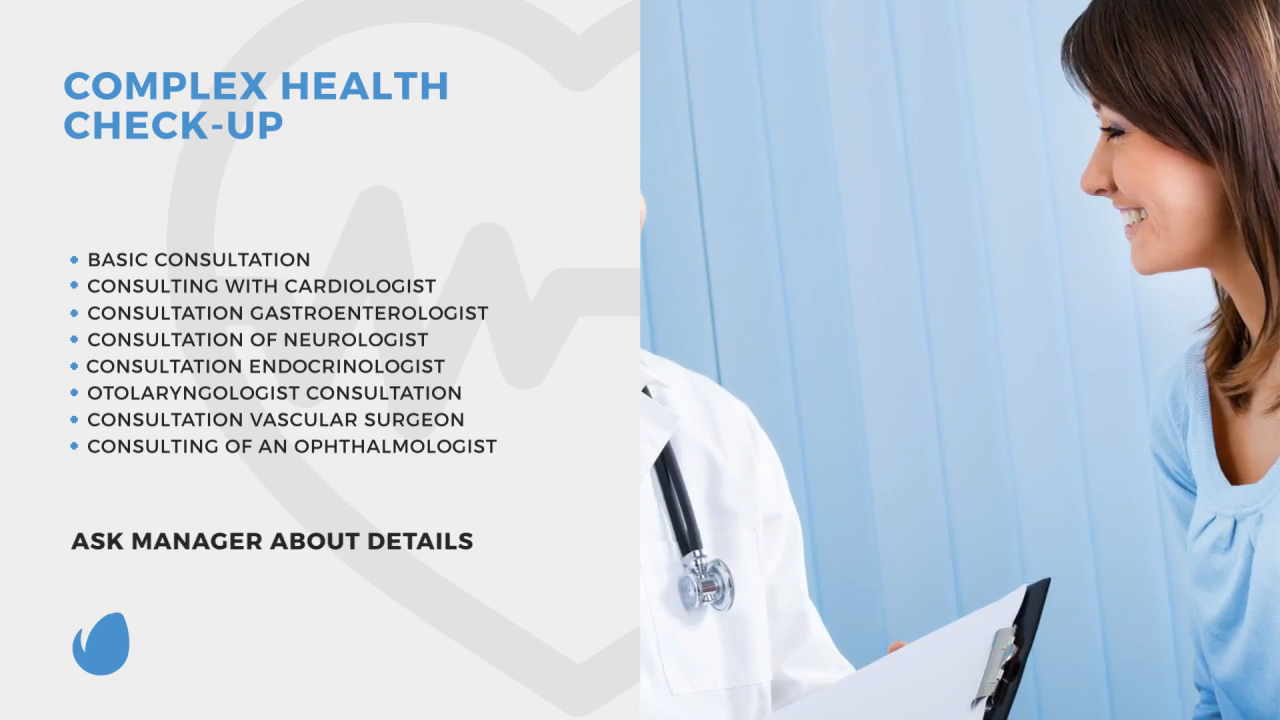 COMPLEX HEALTH
CHECK-UP
BASIC CONSULTATION
CONSULTING WITH CARDIOLOGIST
CONSULTATION GASTROENTEROLOGIST
CONSULTATION OF NEUROLOGIST
CONSULTATION ENDOCRINOLOGIST
OTOLARYNGOLOGIST CONSULTATION
CONSULTATION VASCULAR SURGEON
CONSULTING OF AN OPHTHALMOLOGIST
ASK MANAGER ABOUT DETAILS